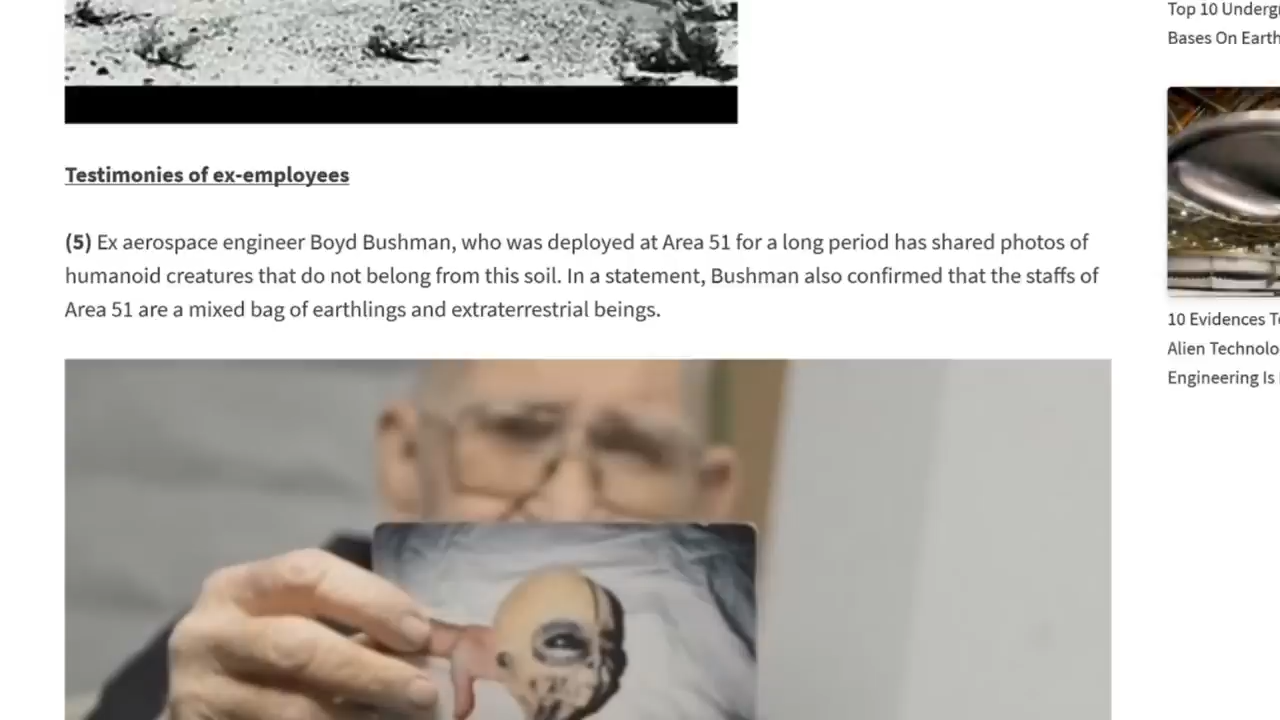 Top 10 Underg
Bases On Earth
Testimonies of ex-employees
(5) Ex aerospace engineer Boyd Bushman, who was deployed at Area 51 for a long period has shared photos of
humanoid creatures that do not belong from this soil. In a statement, Bushman also confirmed that the staffs of
Area 51 are a mixed bag of earthlings and extraterrestrial beings.
10 Evidences T
Alien Technolo
Engineering Is